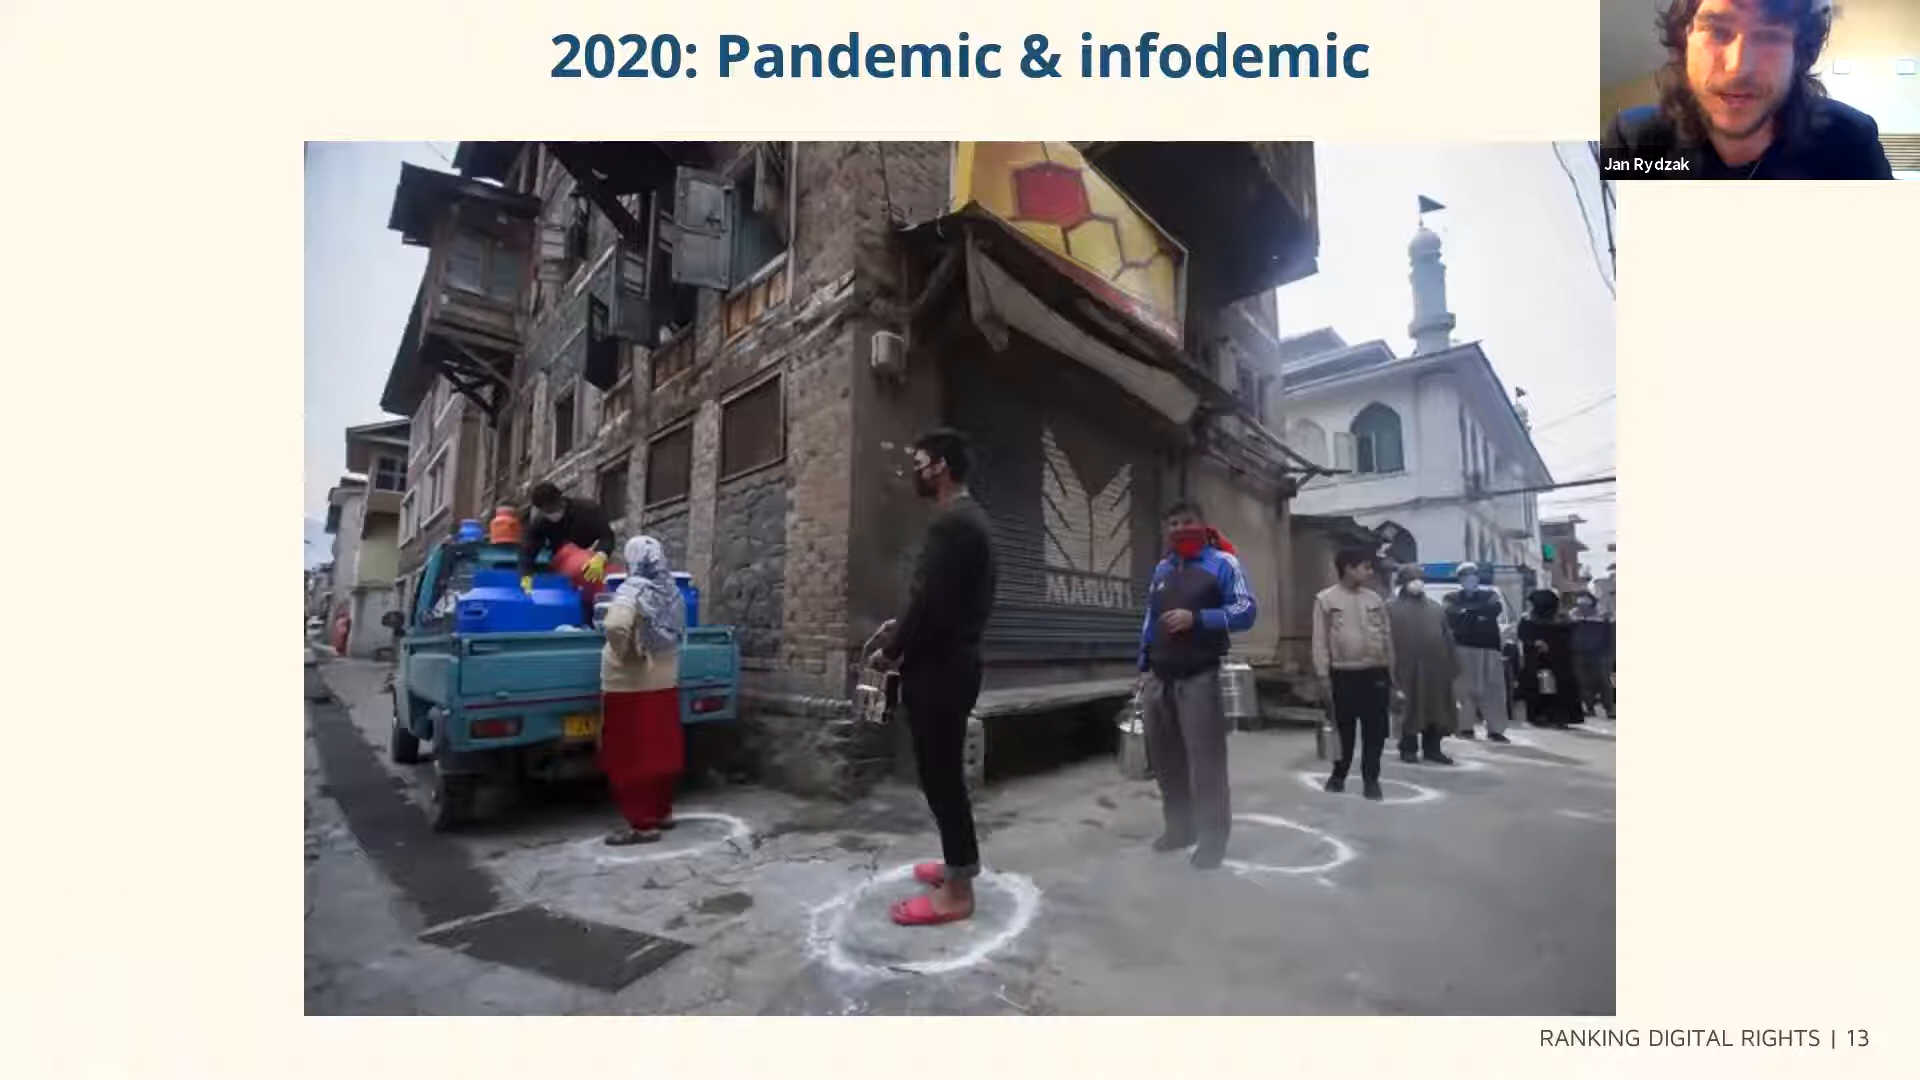 2020: Pandemic & infodemic
Jan Rydzak
MARUTI
RANKING DIGITAL RIGHTS | 13